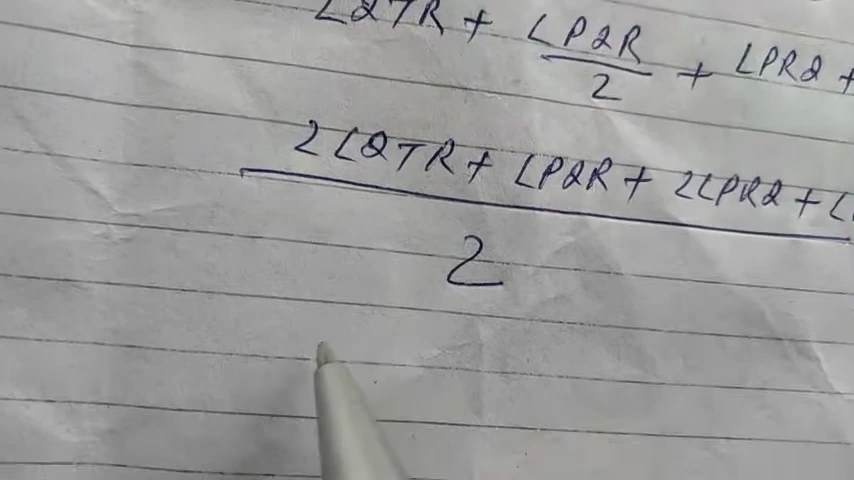 ∠QTR + ∠PQR/2 + ∠PRQ +
2∠QTR + ∠PQR + 2∠PRQ + ∠
2